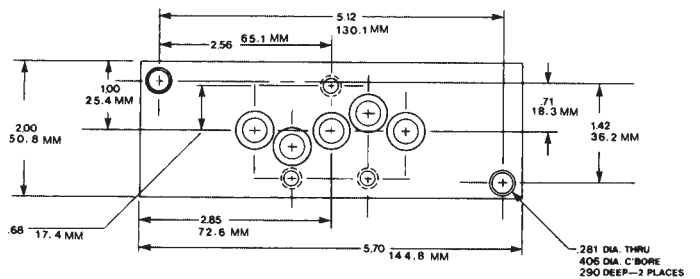 5.12
130.1 MM
2.56
65.1 MM
1.00
25.4 MM
2.00
50.8 MM
.71
18.3 MM
1.42
36.2 MM
.68
17.4 MM
2.85
72.6 MM
5.70
144.8 MM
.281 DIA. THRU
406 DIA. C'BORE
290 DEEP—2 PLACES